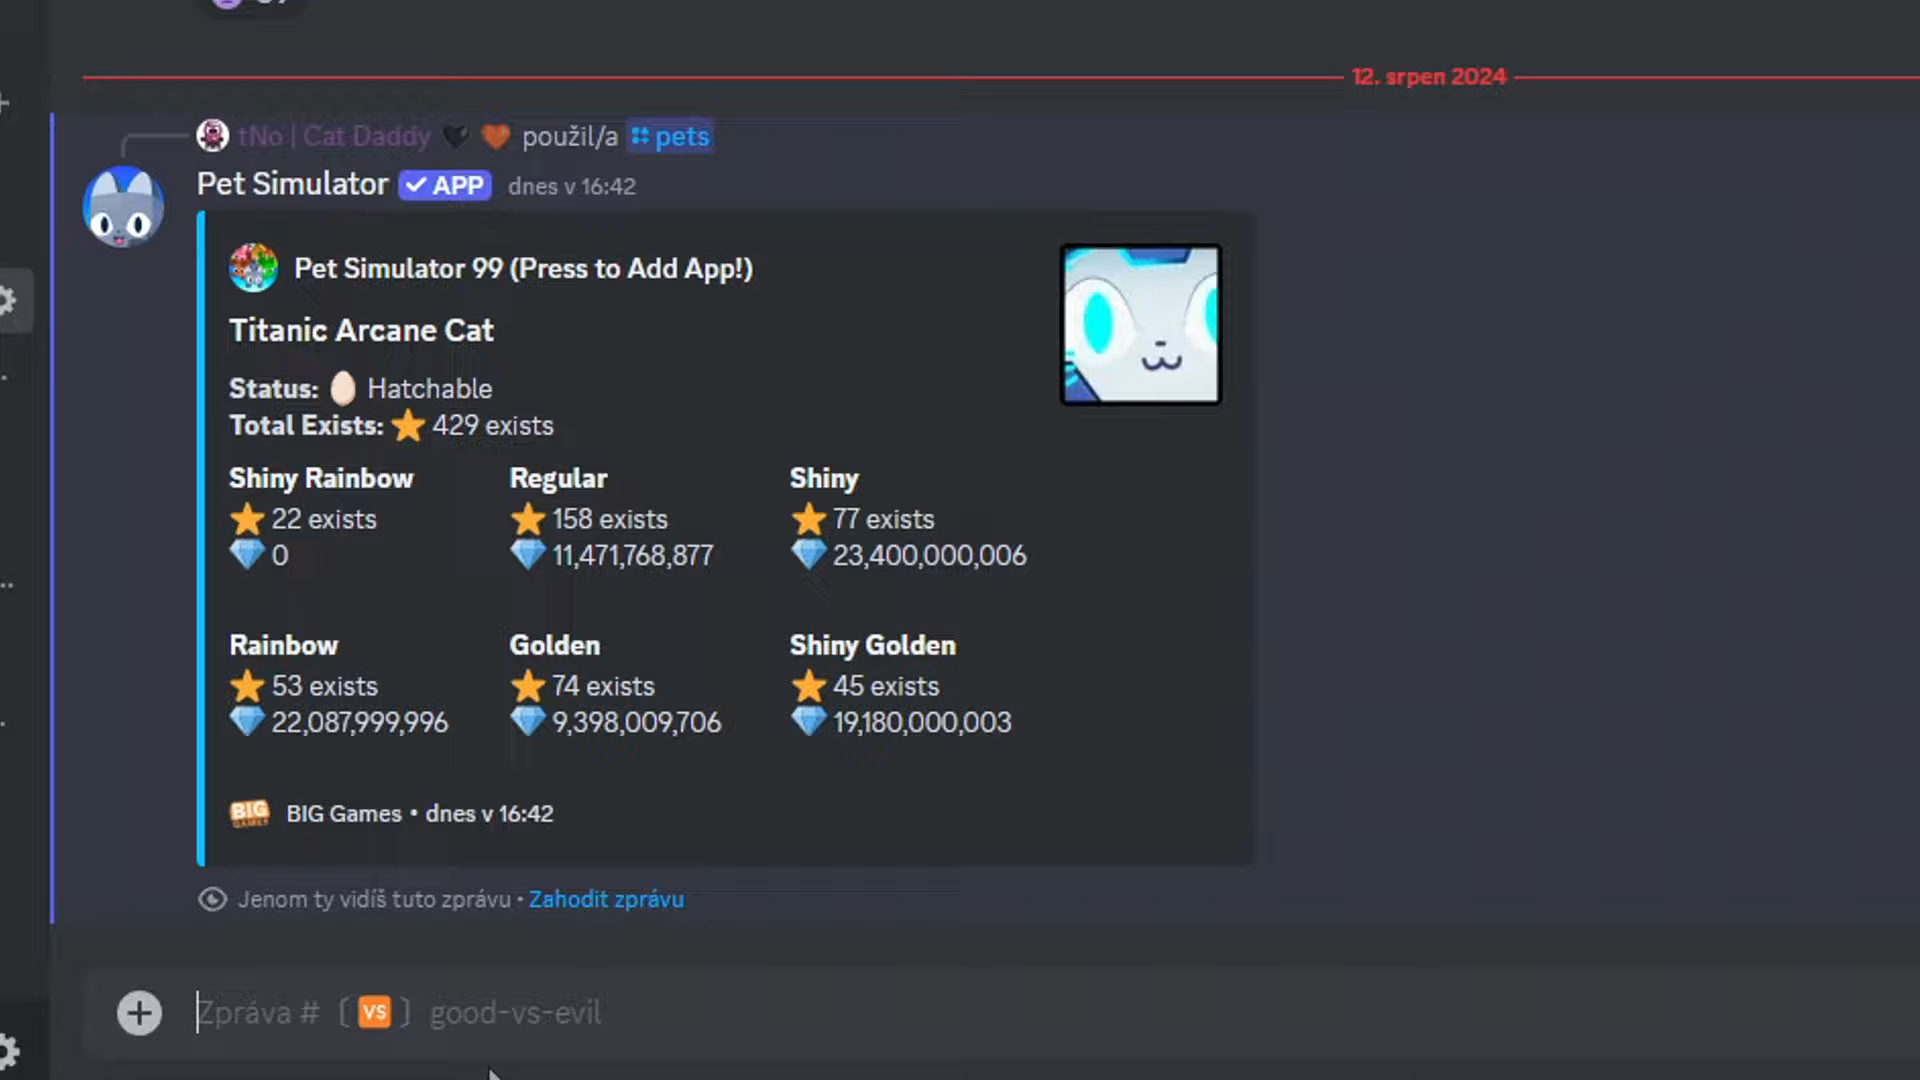 12. srpen 2024
tNo | Cat Daddy 🖤 🧡 použil/a pets
Pet Simulator ✓ APP dnes v 16:42
Pet Simulator 99 (Press to Add App!)
Titanic Arcane Cat
Status: 🥚 Hatchable
Total Exists: ⭐ 429 exists
Shiny Rainbow
⭐ 22 exists
💎 0
Regular
⭐ 158 exists
💎 11,471,768,877
Shiny
⭐ 77 exists
💎 23,400,000,006
Rainbow
⭐ 53 exists
💎 22,087,999,996
Golden
⭐ 74 exists
💎 9,398,009,706
Shiny Golden
⭐ 45 exists
💎 19,180,000,003
BIG GAMES BIG Games • dnes v 16:42
Jenom ty vidíš tuto zprávu • Zahodit zprávu
Zpráva # 〔🆚〕good-vs-evil